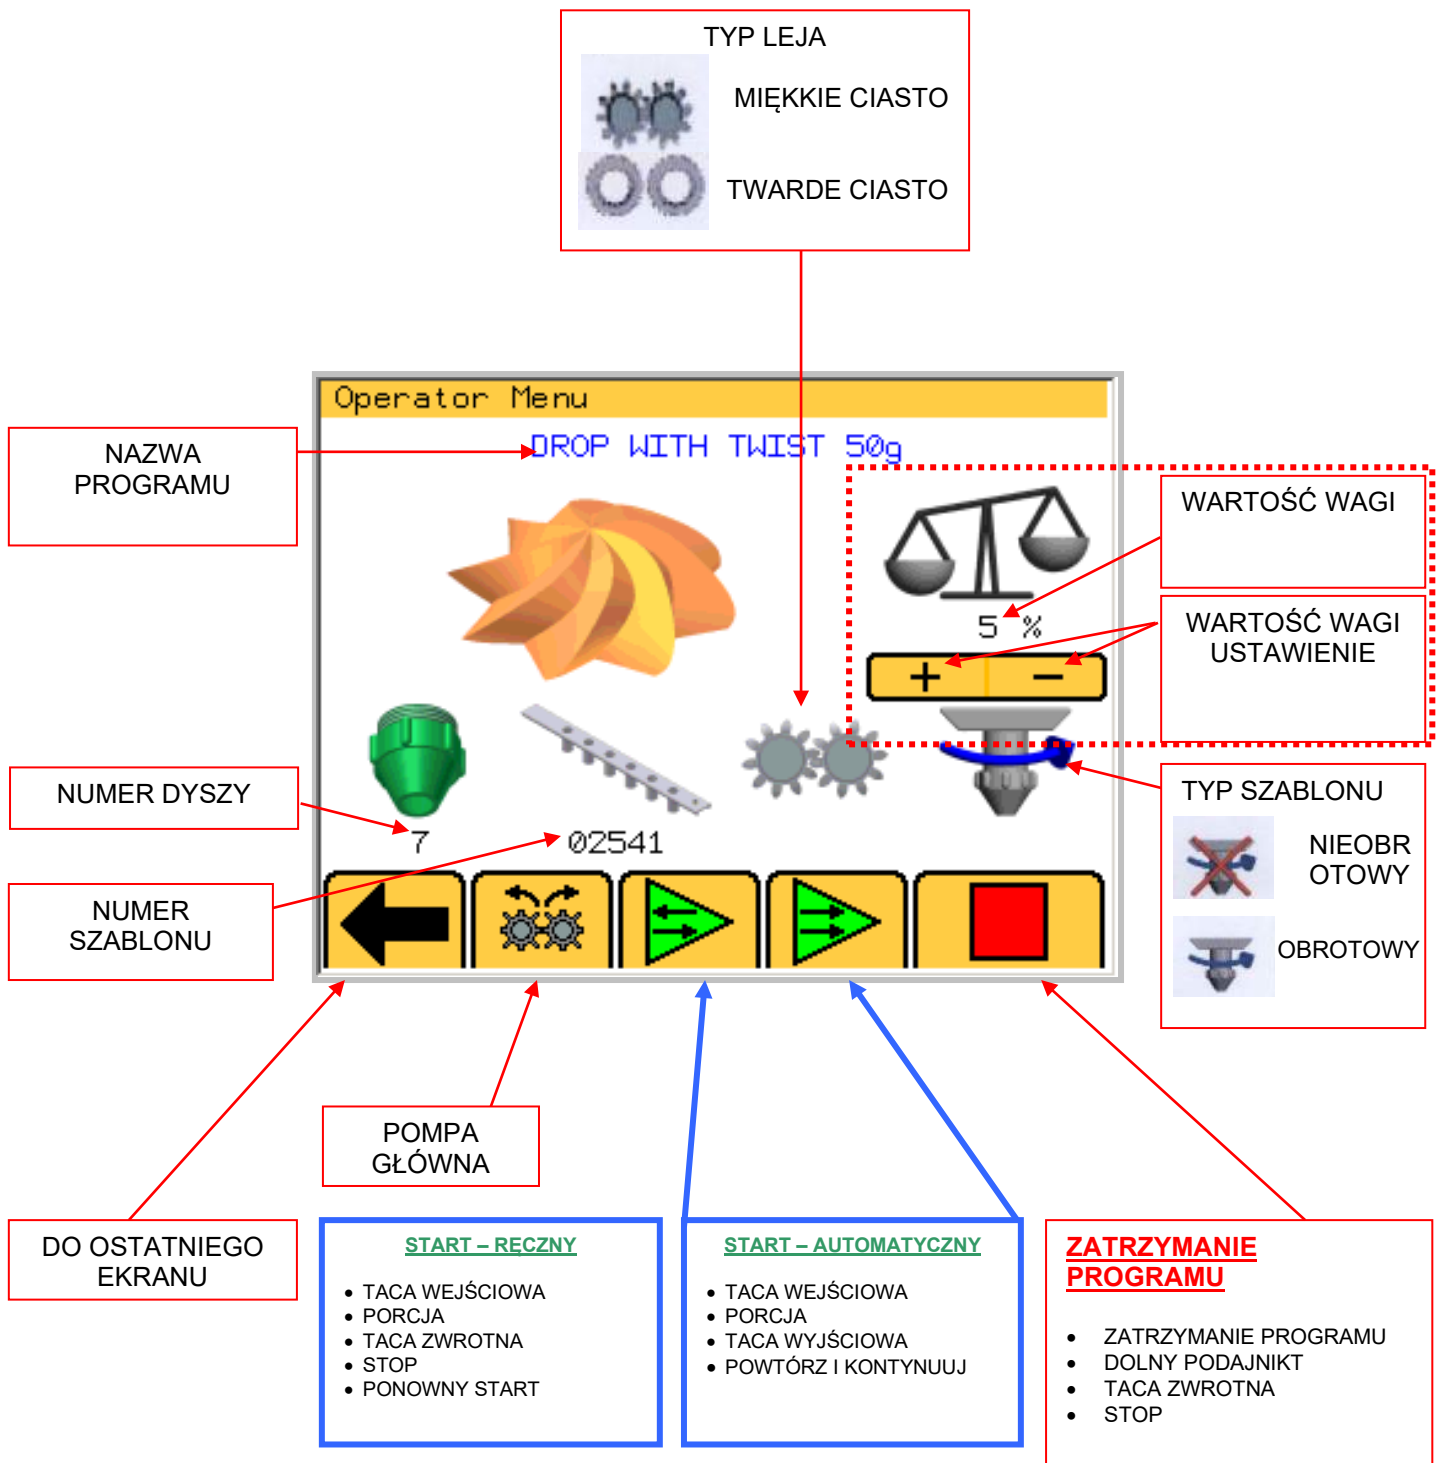 TYP LEJA
MIĘKKIE CIASTO
TWARDE CIASTO
Operator Menu
DROP WITH TWIST 50g
NAZWA
PROGRAMU
WARTOŚĆ WAGI
5 %
WARTOŚĆ WAGI
USTAWIENIE
+ −
NUMER DYSZY
7
02541
TYP SZABLONU
NIEOBR
OTOWY
OBROTOWY
NUMER
SZABLONU
POMPA
GŁÓWNA
DO OSTATNIEGO
EKRANU
START – RĘCZNY
• TACA WEJŚCIOWA
• PORCJA
• TACA ZWROTNA
• STOP
• PONOWNY START
START – AUTOMATYCZNY
• TACA WEJŚCIOWA
• PORCJA
• TACA WYJŚCIOWA
• POWTÓRZ I KONTYNUUJ
ZATRZYMANIE
PROGRAMU
• ZATRZYMANIE PROGRAMU
• DOLNY PODAJNIKT
• TACA ZWROTNA
• STOP